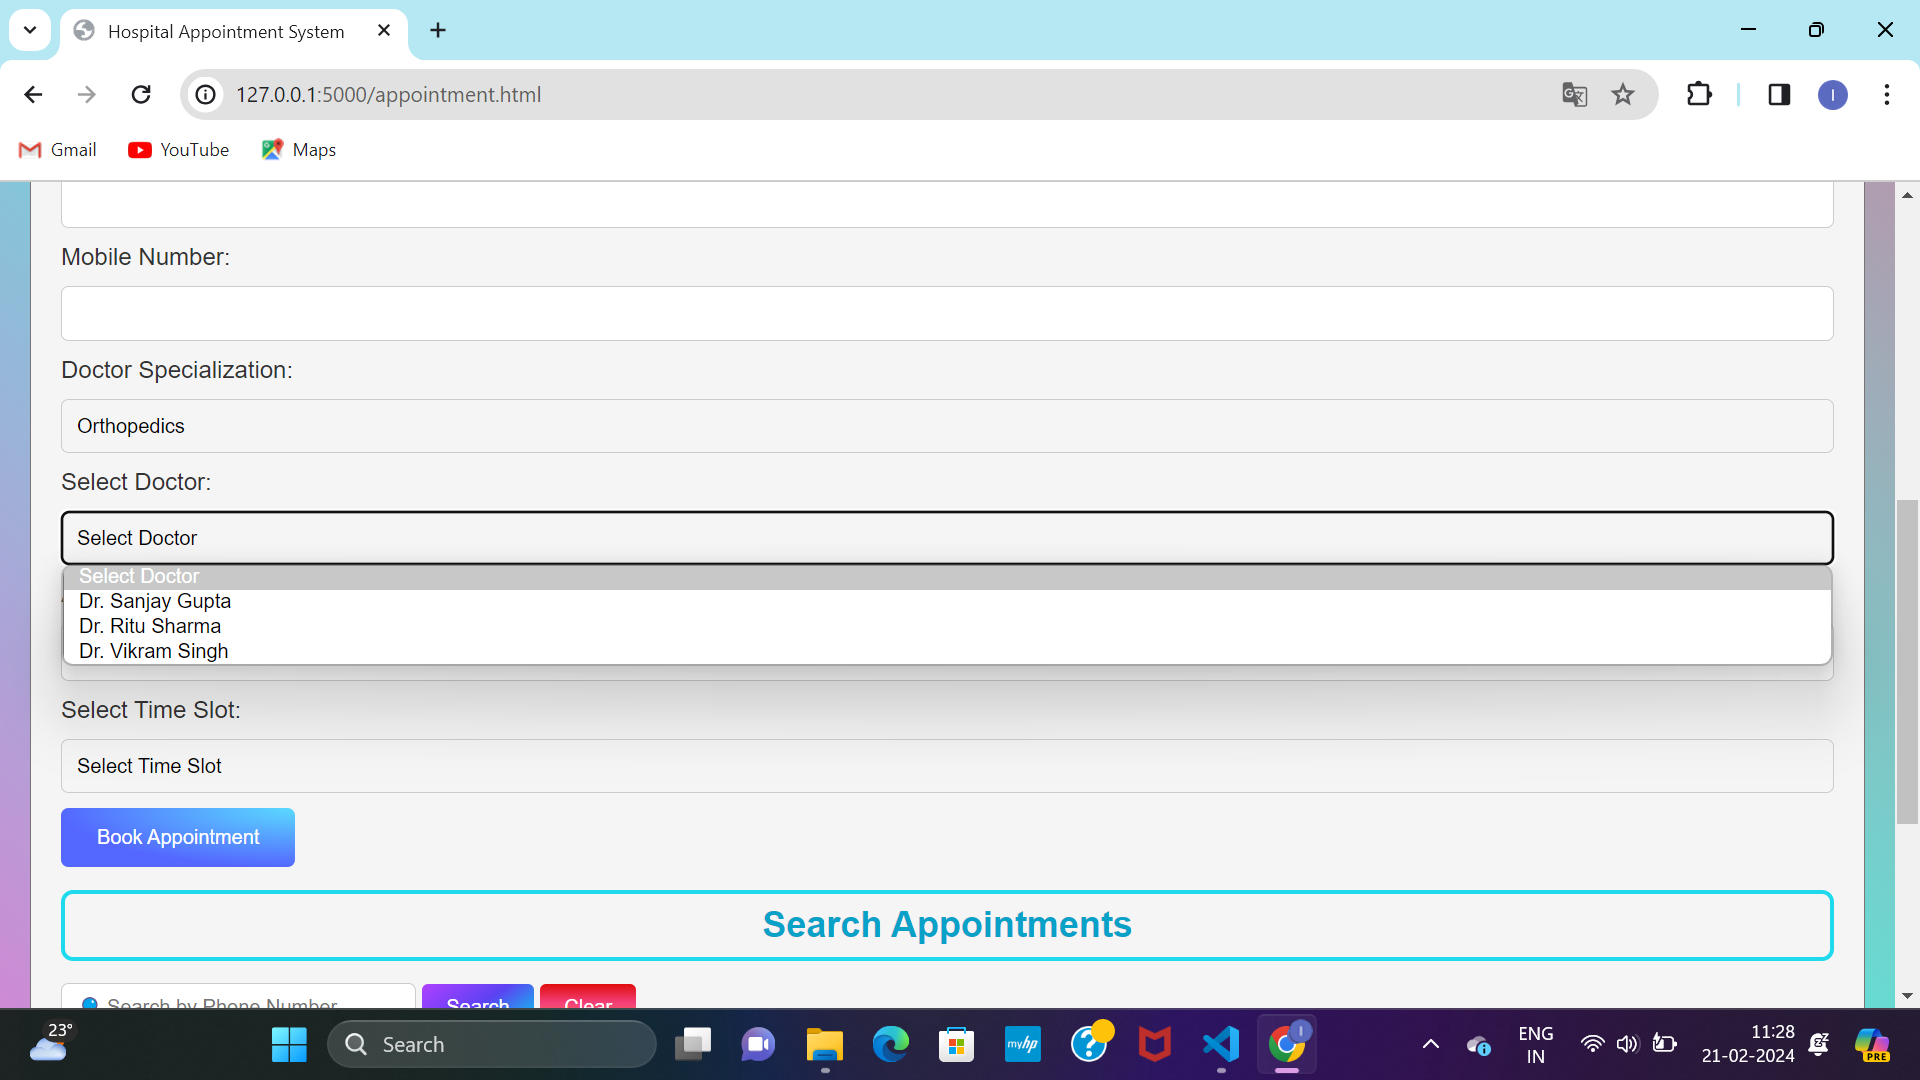 Hospital Appointment System
127.0.0.1:5000/appointment.html
Gmail YouTube Maps
Mobile Number:
Doctor Specialization:
Orthopedics
Select Doctor:
Select Doctor
Select Doctor
Dr. Sanjay Gupta
Dr. Ritu Sharma
Dr. Vikram Singh
Select Time Slot:
Select Time Slot
Book Appointment
Search Appointments
Search by Phone Number Search Clear
23° Search myhp ENG 11:28
IN 21-02-2024 PRE